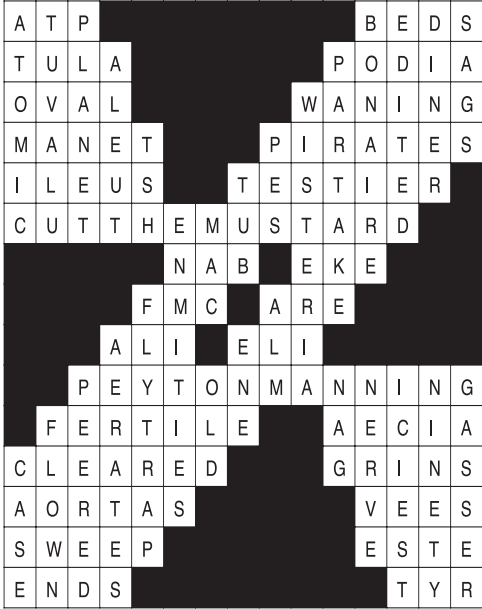 ATP BEDS
TULA PODIA
OVAL WANING
MANET PIRATES
ILEUS TESTIER
CUTTHEMUSTARD
NAB EKE
FMC ARE
ALI ELI
PEYTONMANNING
FERTILE AECIA
CLEARED GRINS
AORTAS VEES
SWEEP ESTE
ENDS TYR